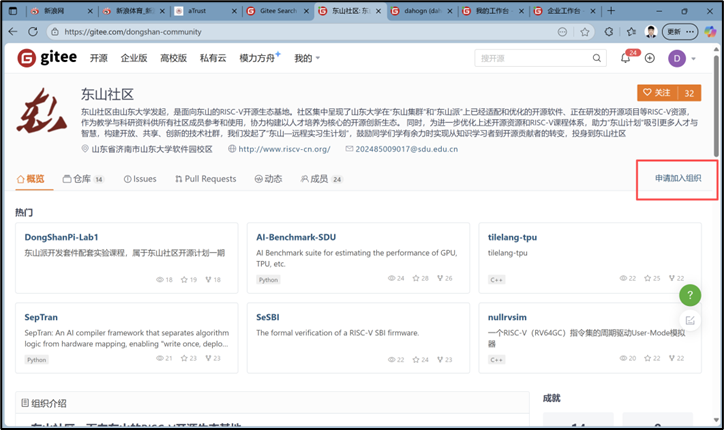 新浪网
新浪体育_新
aTrust
Gitee Search
东山社区: 东
dahogn (dah
我的工作台 -
企业工作台 -
https://gitee.com/dongshan-community
更新
gitee 开源 企业版 高校版 私有云 模力方舟 我的 搜开源 24 D
东山社区
关注 32
东山社区由山东大学发起，是面向东山的RISC-V开源生态基地。社区集中呈现了山东大学在“东山集群”和“东山派”上已经适配和优化的开源软件、正在研发的开源项目等RISC-V资源，
作为教学与科研资料供所有社区成员参考和使用，协力构建以人才培养为核心的开源创新生态。 同时，为进一步优化上述开源资源和RISC-V课程体系，助力“东山计划”吸引更多人才与
智慧，构建开放、共享、创新的技术社群，我们发起了“东山—远程实习生计划”，鼓励同学们学有余力时实现从知识学习者到开源贡献者的转变，投身到东山社区
山东省济南市山东大学软件园校区 http://www.riscv-cn.org/ 202485009017@sdu.edu.cn
概览 仓库 14 Issues Pull Requests 动态 成员 24 申请加入组织
热门
DongShanPi-Lab1
东山派开发套件配套实验课程，属于东山社区开源计划一期
18 19 18
AI-Benchmark-SDU
AI Benchmark suite for estimating the performance of GPU,
TPU, etc.
Python 24 28 26
tilelang-tpu
tilelang-tpu
C++ 22 25 22
SepTran
SepTran: An AI compiler framework that separates algorithm
logic from hardware mapping, enabling "write once, deplo...
Python 21 23 23
SeSBI
The formal verification of a RISC-V SBI firmware.
22 24 23
nullrvsim
一个RISC-V（RV64GC）指令集的周期驱动User-Mode模拟
器
C++ 20 22 22
?
组织介绍
成就